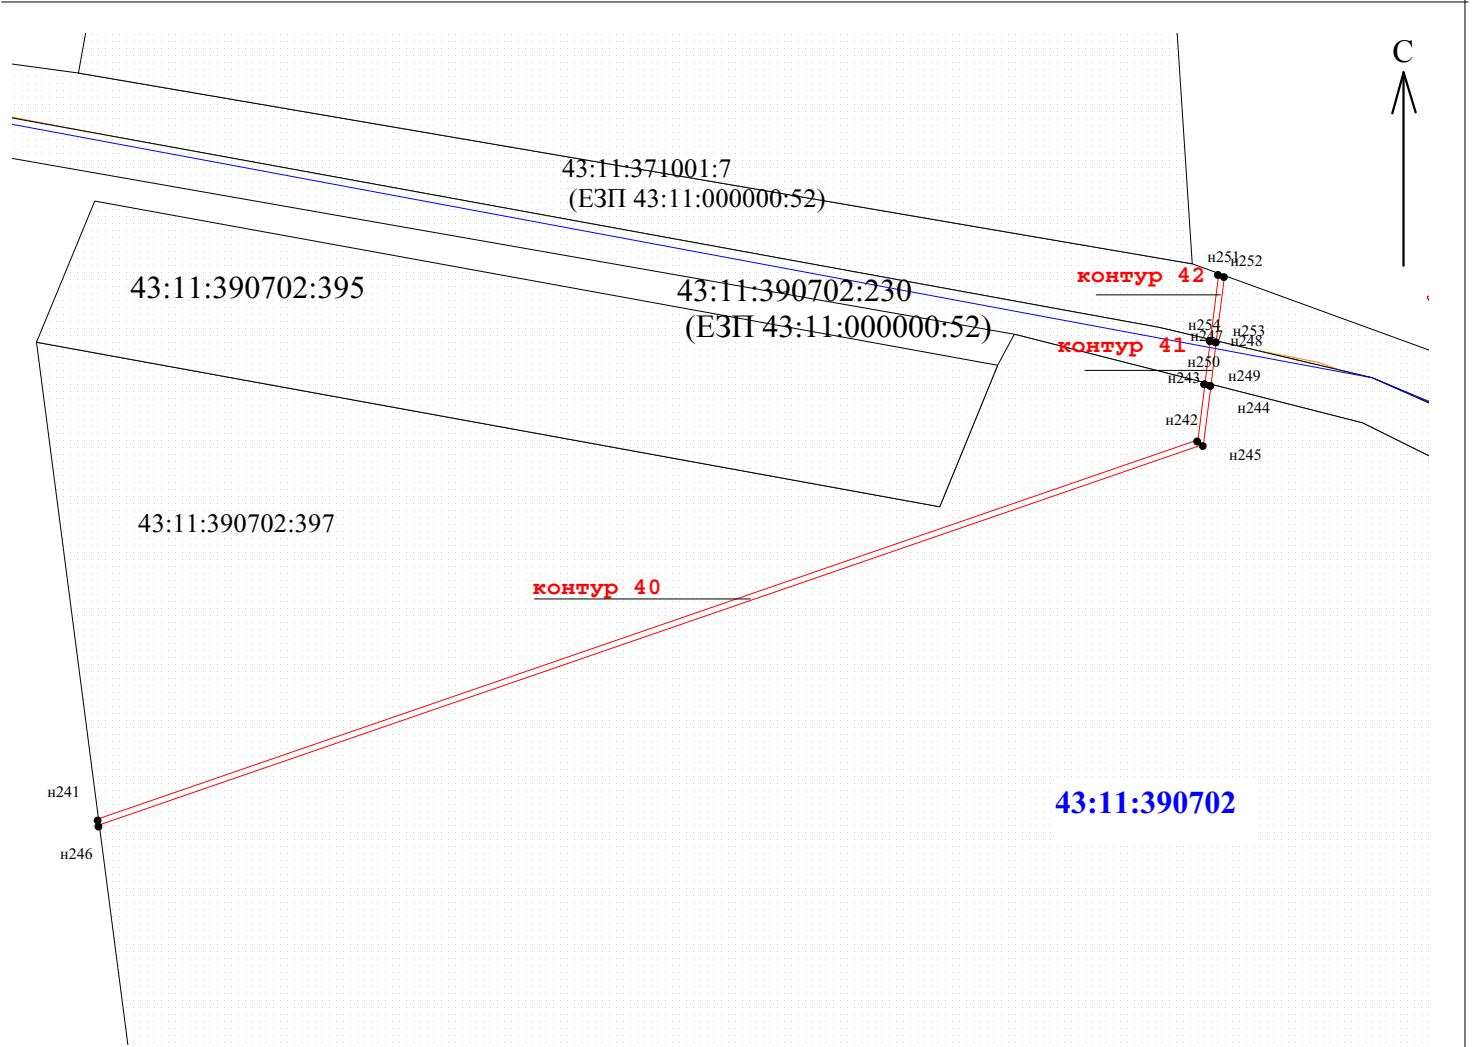 С
43:11:371001:7
(ЕЗП 43:11:000000:52)
н251
н252
контур 42
43:11:390702:395
43:11:390702:230
(ЕЗП 43:11:000000:52)
н254
н253
н247
н248
контур 41
н250
н243
н249
н244
н242
н245
43:11:390702:397
контур 40
н241
43:11:390702
н246